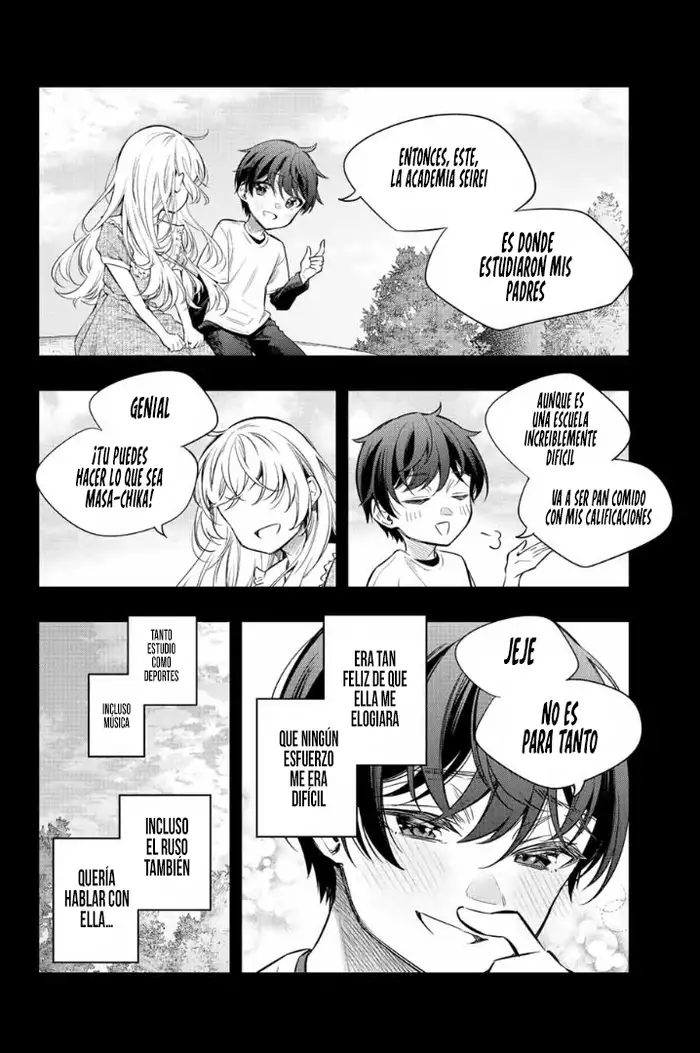 ENTONCES, ESTE,
LA ACADEMIA SEIREI
ES DONDE
ESTUDIARON MIS
PADRES
AUNQUE ES
UNA ESCUELA
INCREIBLEMENTE
DIFÍCIL
VA A SER PAN COMIDO
CON MIS CALIFICACIONES
GENIAL
¡TU PUEDES
HACER LO QUE SEA
MASA-CHIKA!
JEJE
NO ES
PARA TANTO
ERA TAN
FELIZ DE QUE
ELLA ME
ELOGIARA
QUE NINGÚN
ESFUERZO
ME ERA
DIFÍCIL
TANTO
ESTUDIO
COMO
DEPORTES
INCLUSO
MÚSICA
INCLUSO
EL RUSO
TAMBIÉN
QUERÍA
HABLAR CON
ELLA...